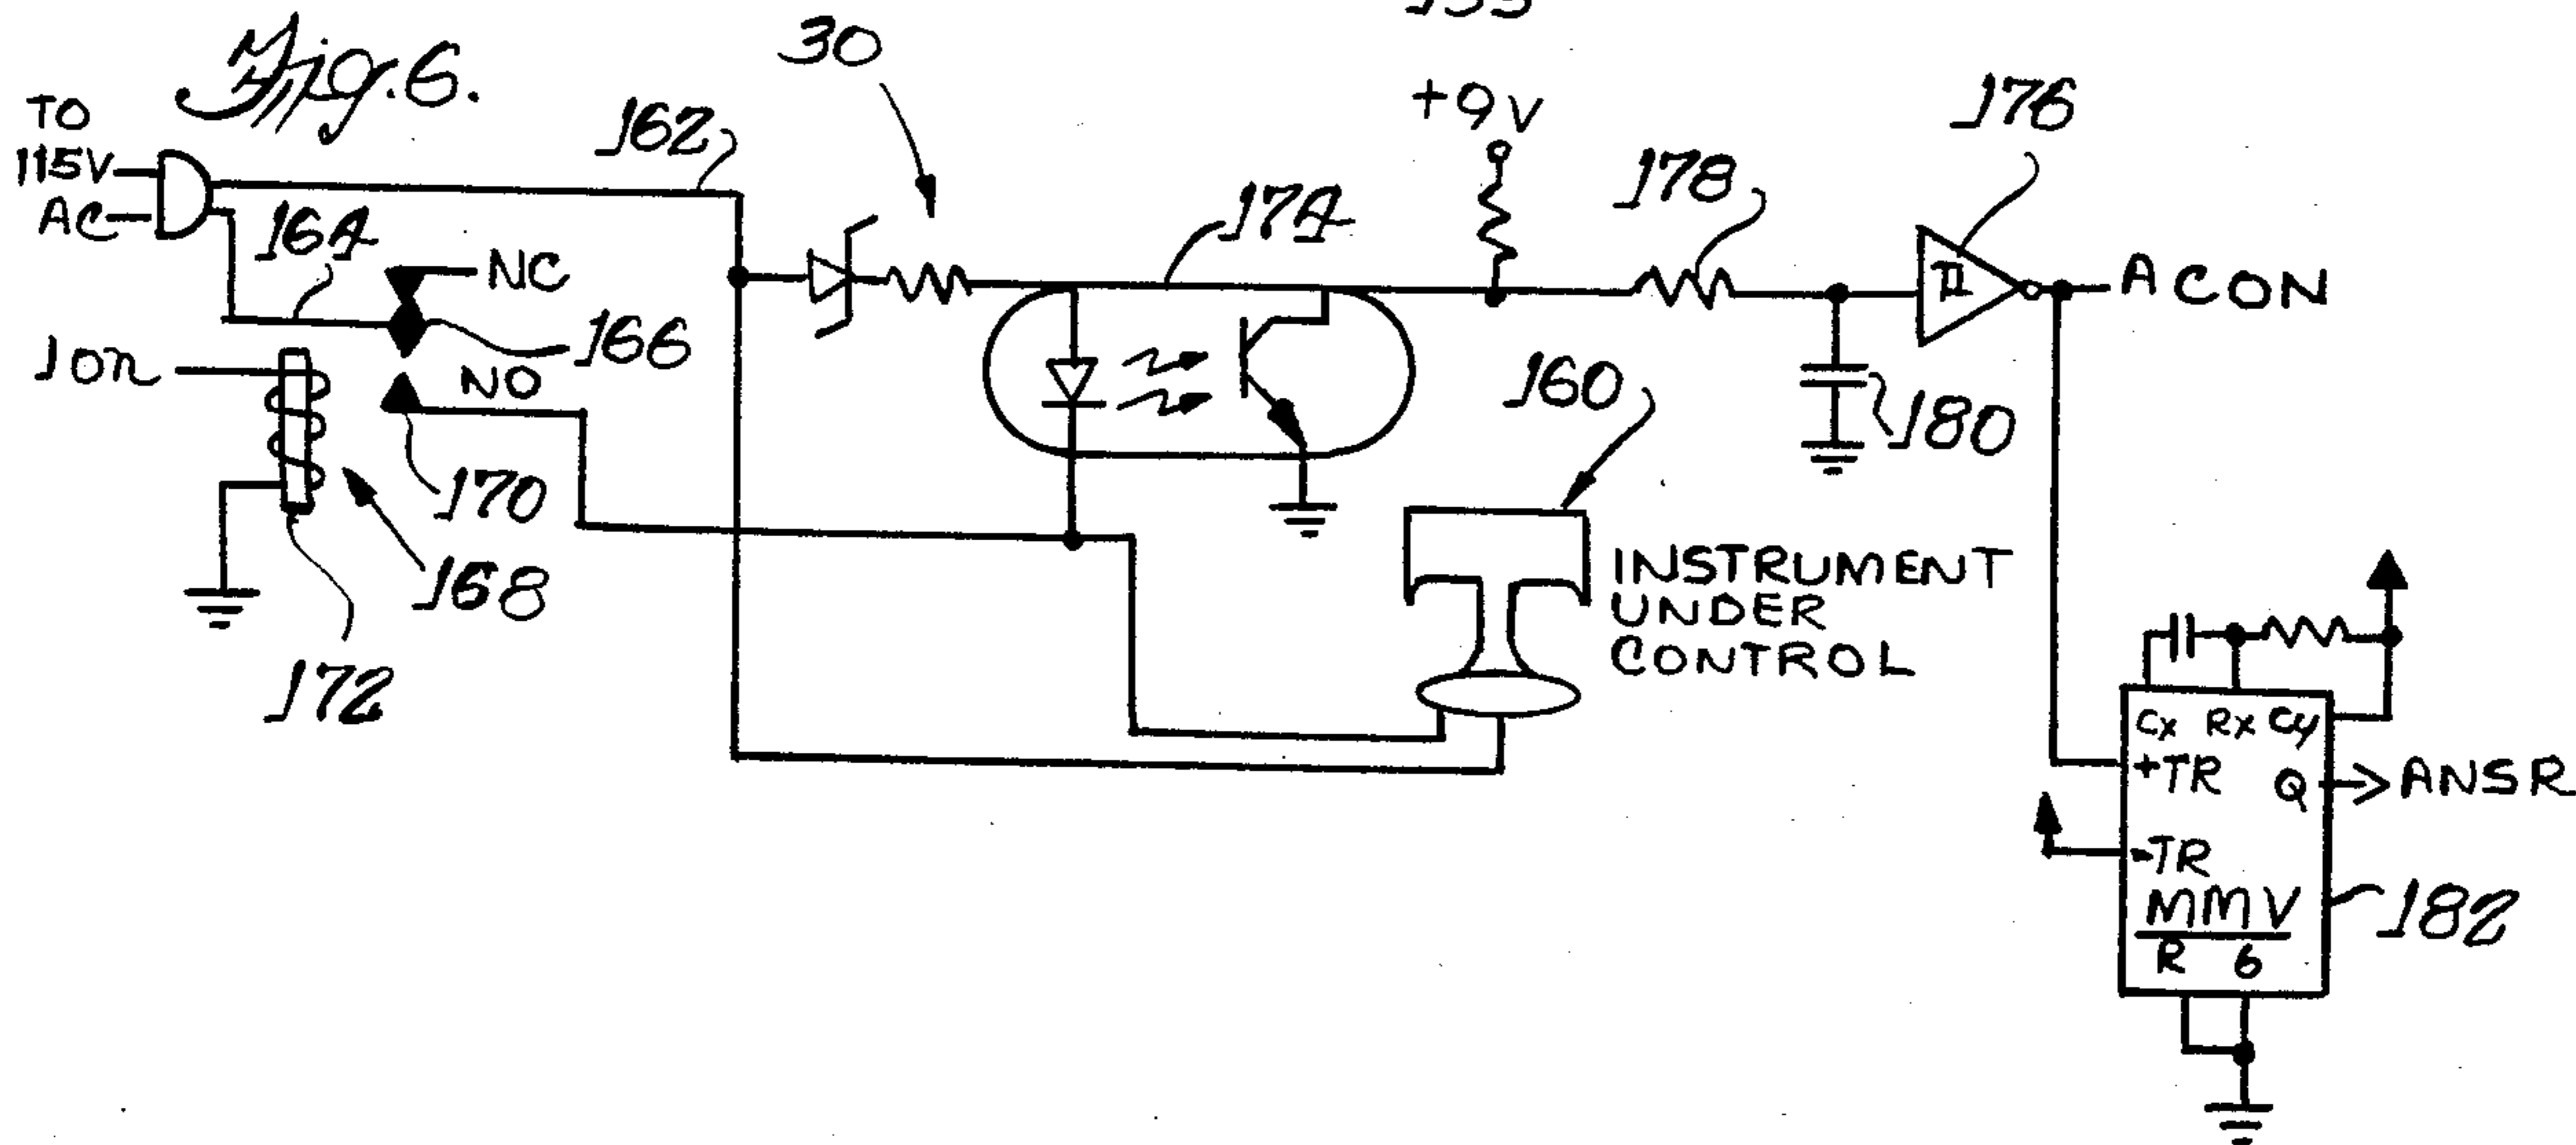 Fig. 6.
30
+9V
176
TO
115V
AC
162
178
174
164
NC
ACON
166
Ion
NO
160
180
170
168
INSTRUMENT
UNDER
CONTROL
172
Cx Rx Cy
+TR
Q
ANSR
-TR
MMV
182
R 6